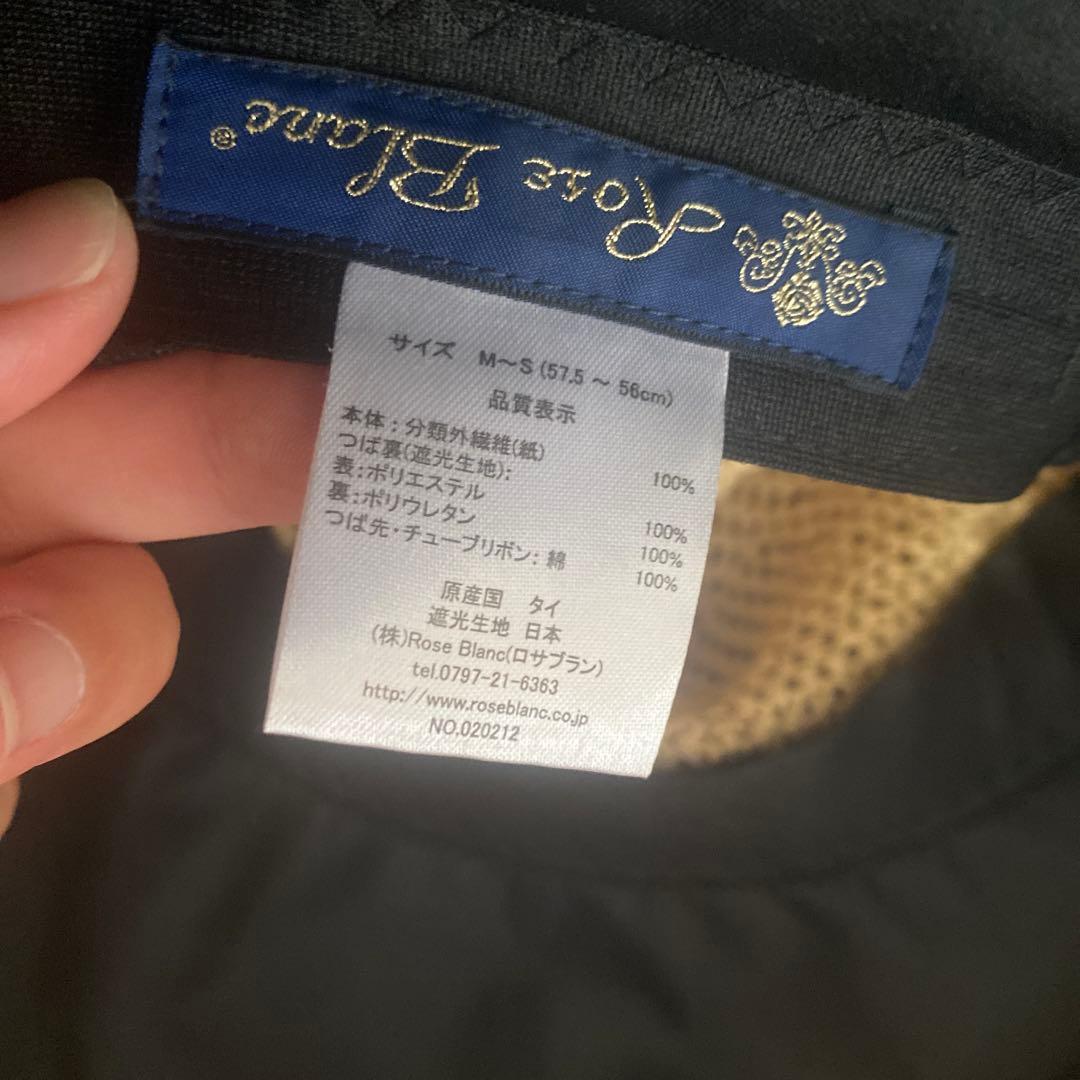 Rose Blanc®
サイズ M～S (57.5 ～ 56cm)
品質表示
本体：分類外繊維(紙) 100%
つば裏(遮光生地):
表:ポリエステル 100%
裏:ポリウレタン 100%
つば先・チューブリボン: 綿 100%
原産国 タイ
遮光生地 日本
(株)Rose Blanc(ロサブラン)
tel.0797-21-6363
http://www.roseblanc.co.jp
NO.020212